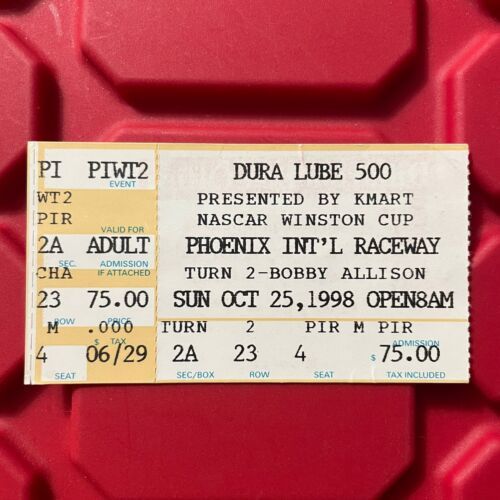 PI PIWT2
EVENT
WT2
PIR
VALID FOR
2A ADULT
SEC. ADMISSION
IF ATTACHED
CHA
23 75.00
ROW PRICE
M .000
$ TAX
4 06/29
SEAT
DURA LUBE 500
PRESENTED BY KMART
NASCAR WINSTON CUP
PHOENIX INT'L RACEWAY
TURN 2-BOBBY ALLISON
SUN OCT 25,1998 OPEN8AM
TURN 2 PIR M PIR
ADMISSION
2A 23 4 $75.00
SEC/BOX ROW SEAT TAX INCLUDED